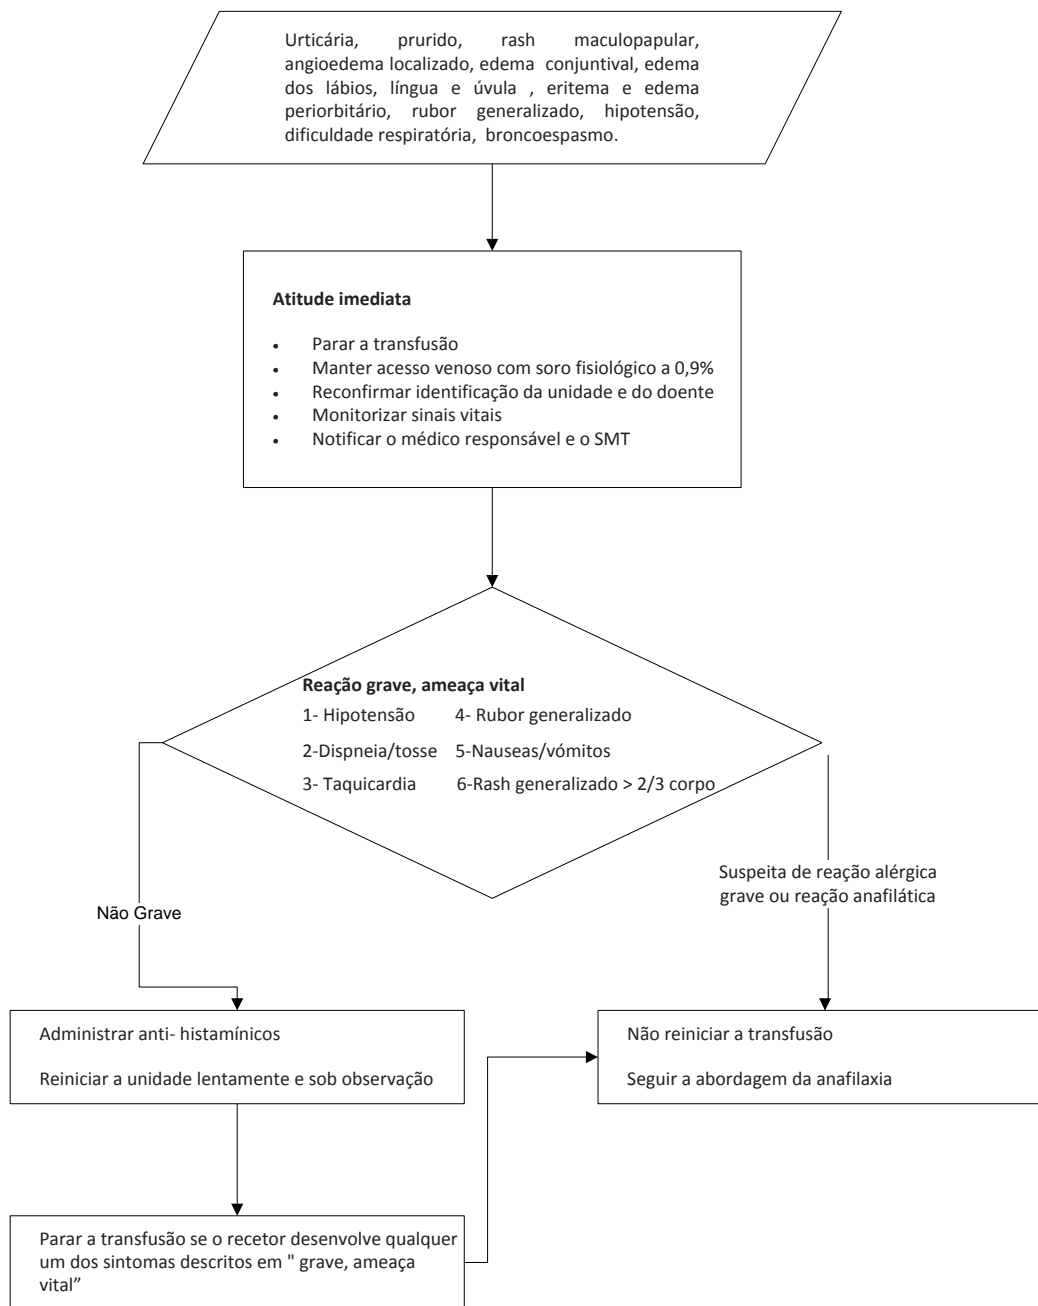 Urticária, prurido, rash maculopapular,
angioedema localizado, edema conjuntival, edema
dos lábios, língua e úvula , eritema e edema
periorbitário, rubor generalizado, hipotensão,
dificuldade respiratória, broncoespasmo.
Atitude imediata
• Parar a transfusão
• Manter acesso venoso com soro fisiológico a 0,9%
• Reconfirmar identificação da unidade e do doente
• Monitorizar sinais vitais
• Notificar o médico responsável e o SMT
Reação grave, ameaça vital
1- Hipotensão 4- Rubor generalizado
2-Dispneia/tosse 5-Nauseas/vómitos
3- Taquicardia 6-Rash generalizado > 2/3 corpo
Suspeita de reação alérgica
grave ou reação anafilática
Não Grave
Administrar anti- histamínicos
Reiniciar a unidade lentamente e sob observação
Não reiniciar a transfusão
Seguir a abordagem da anafilaxia
Parar a transfusão se o recetor desenvolve qualquer
um dos sintomas descritos em " grave, ameaça
vital”